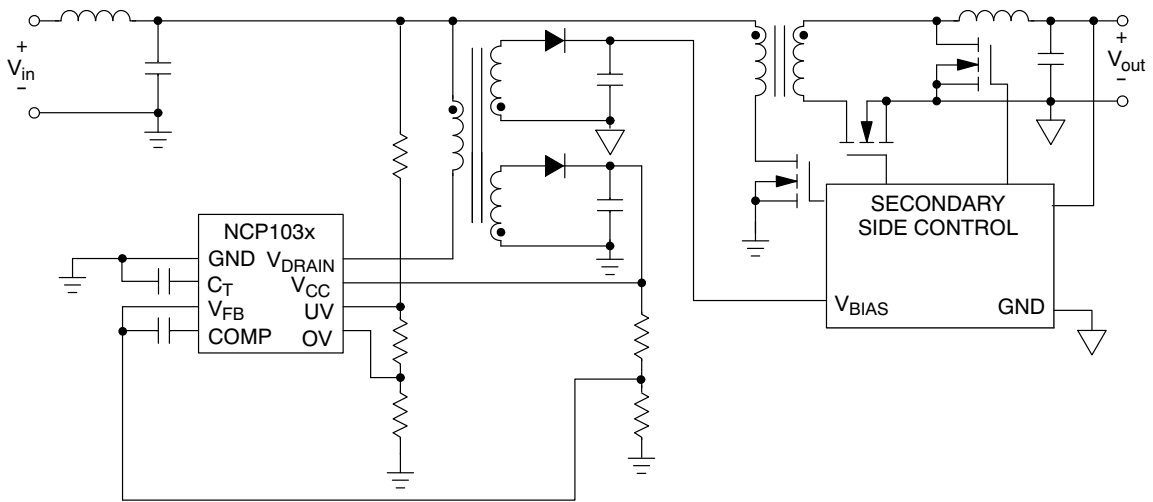 +
V_in
-
+
V_out
-
NCP103x
GND
V_DRAIN
C_T
V_CC
V_FB
UV
COMP
OV
SECONDARY
SIDE CONTROL
V_BIAS
GND